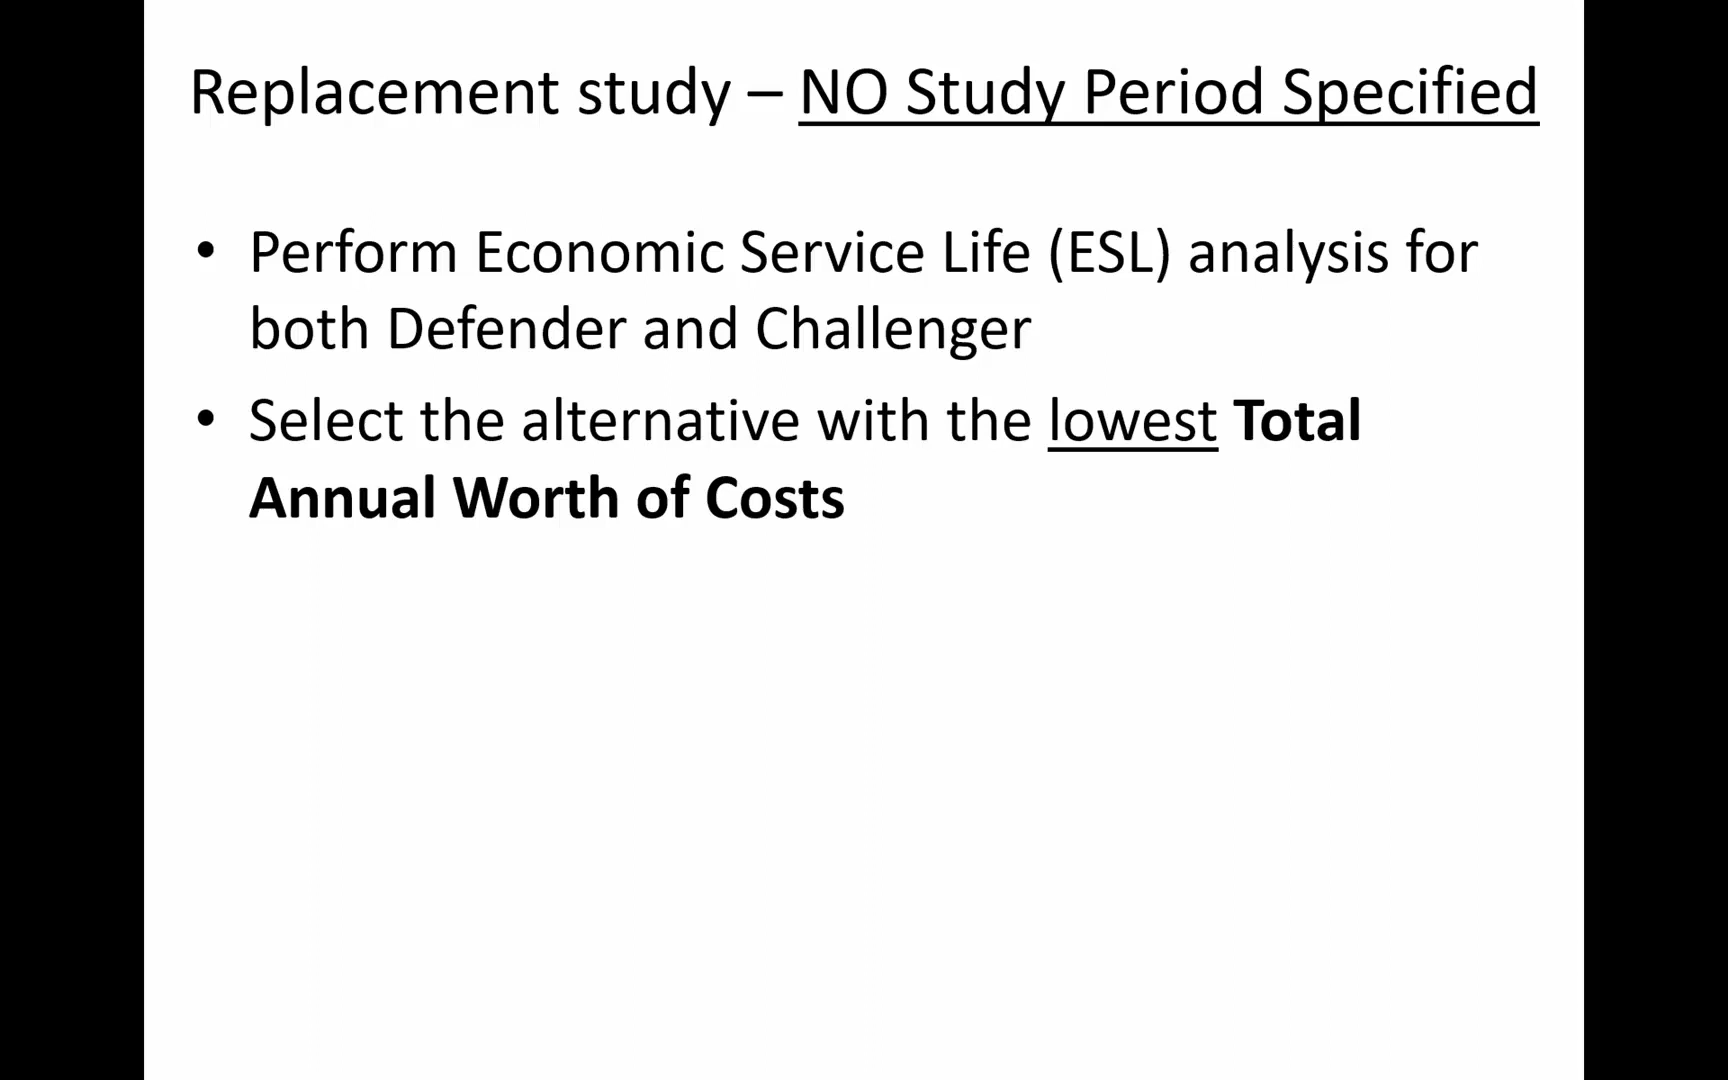 Replacement study – NO Study Period Specified
• Perform Economic Service Life (ESL) analysis for
both Defender and Challenger
• Select the alternative with the lowest Total
Annual Worth of Costs